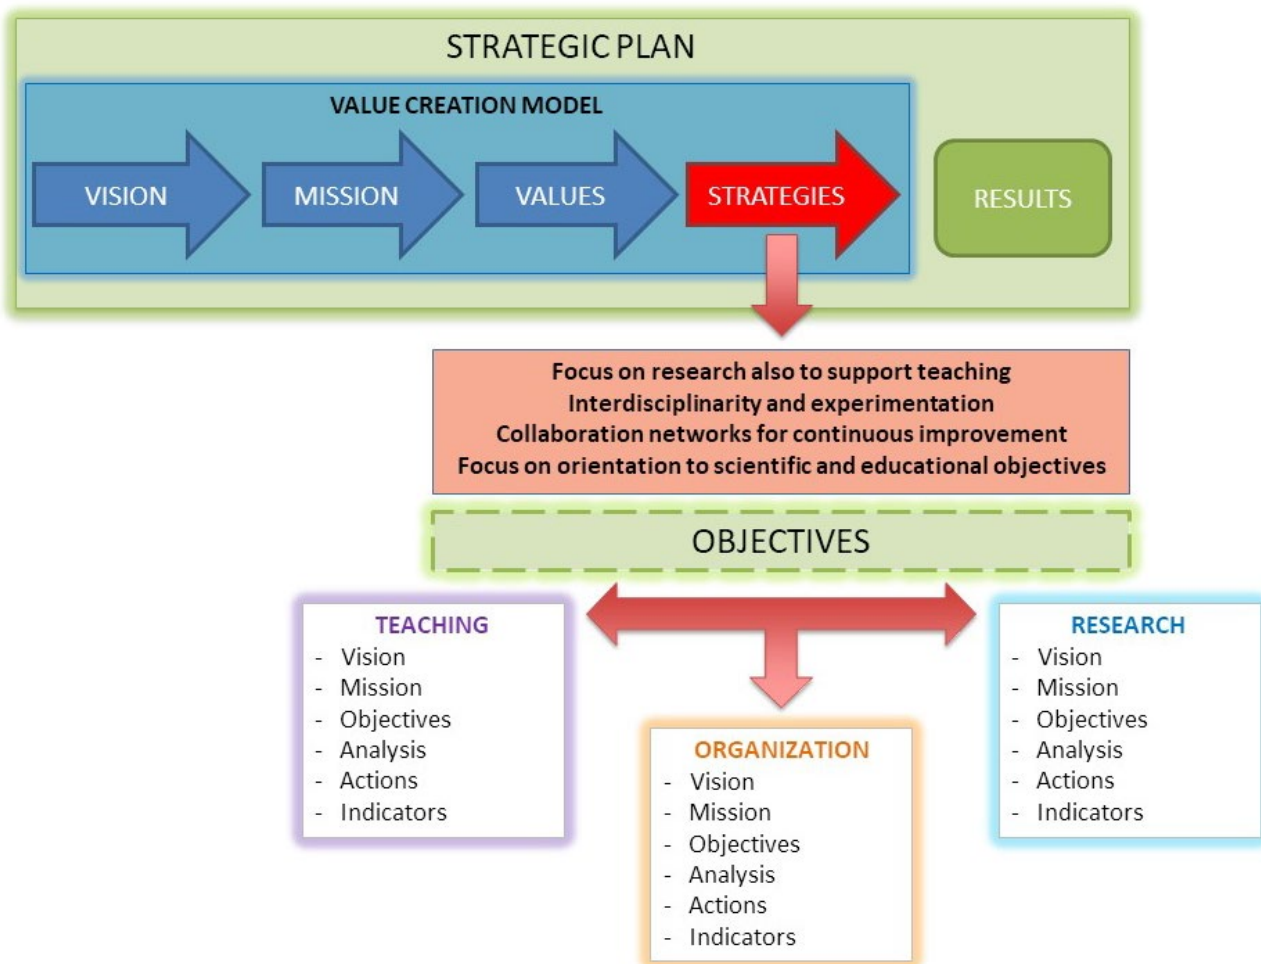 STRATEGIC PLAN
VALUE CREATION MODEL
VISION
MISSION
VALUES
STRATEGIES
RESULTS
Focus on research also to support teaching
Interdisciplinarity and experimentation
Collaboration networks for continuous improvement
Focus on orientation to scientific and educational objectives
OBJECTIVES
TEACHING
- Vision
- Mission
- Objectives
- Analysis
- Actions
- Indicators
ORGANIZATION
- Vision
- Mission
- Objectives
- Analysis
- Actions
- Indicators
RESEARCH
- Vision
- Mission
- Objectives
- Analysis
- Actions
- Indicators